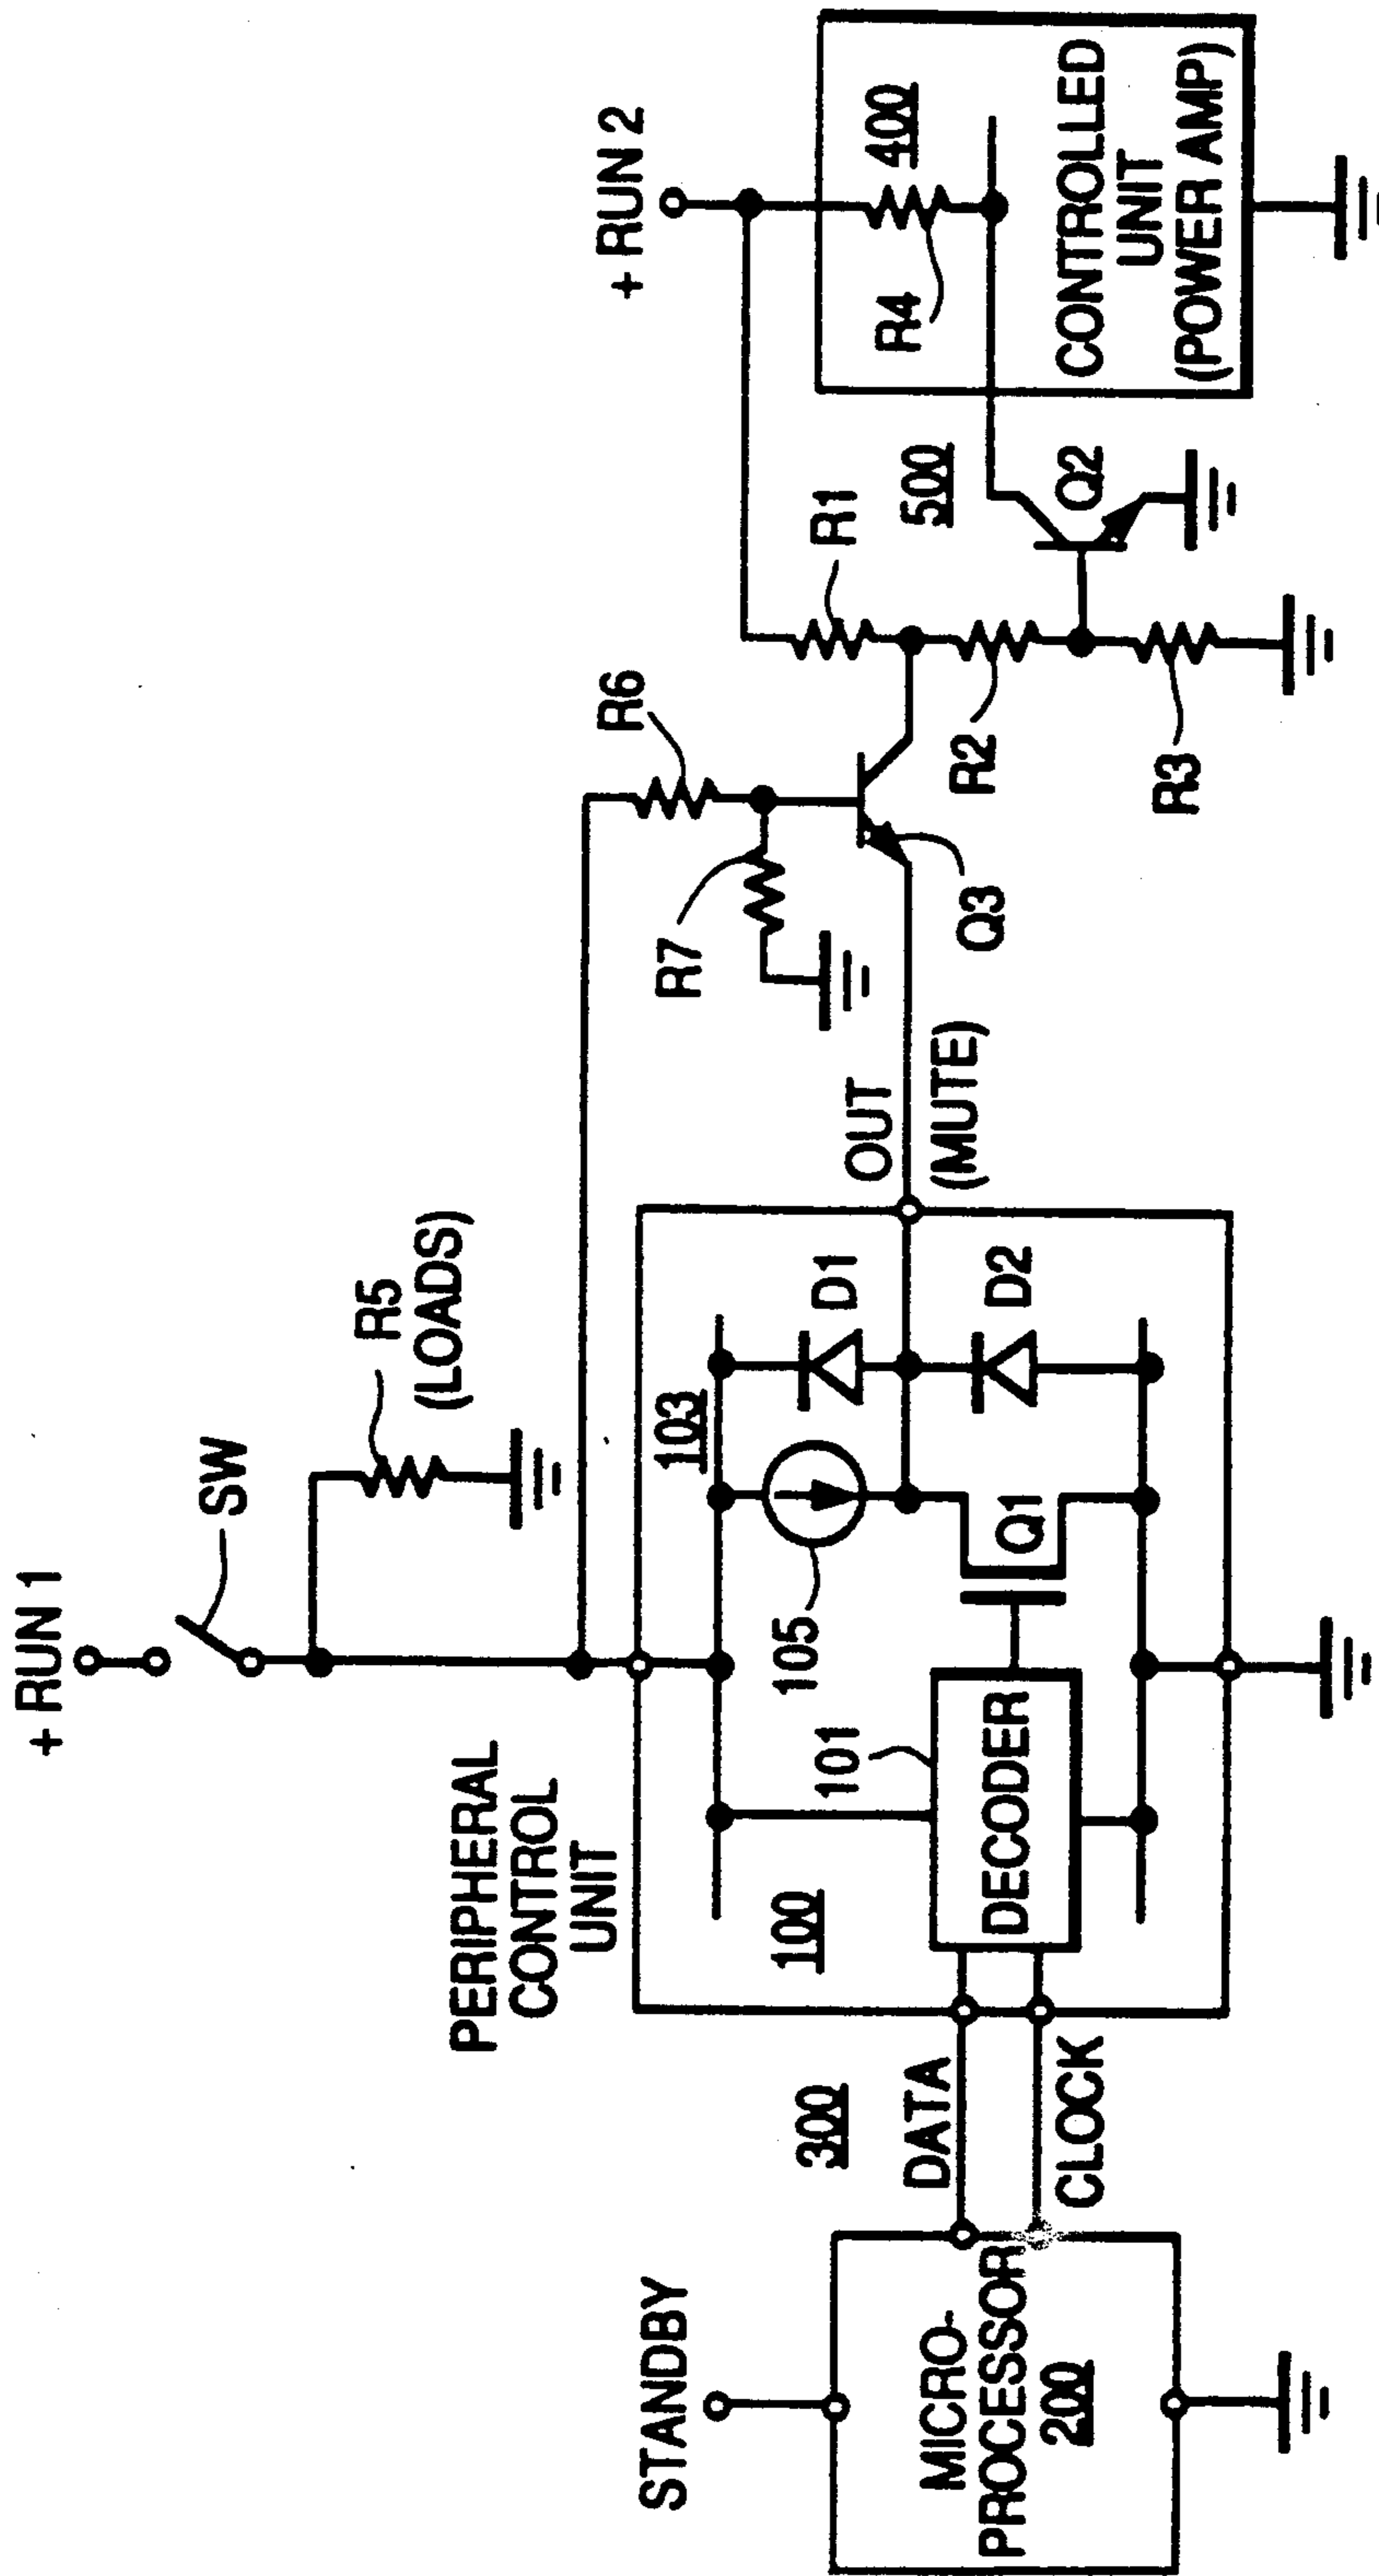 + RUN 1
SW
R5
(LOADS)
+ RUN 2
PERIPHERAL
CONTROL
UNIT
R6
R7
Q3
R1
R2
R3
500
Q2
R4
400
CONTROLLED
UNIT
(POWER AMP)
STANDBY
MICRO-
PROCESSOR
200
300
DATA
CLOCK
100
101
DECODER
105
103
Q1
D1
D2
OUT
(MUTE)